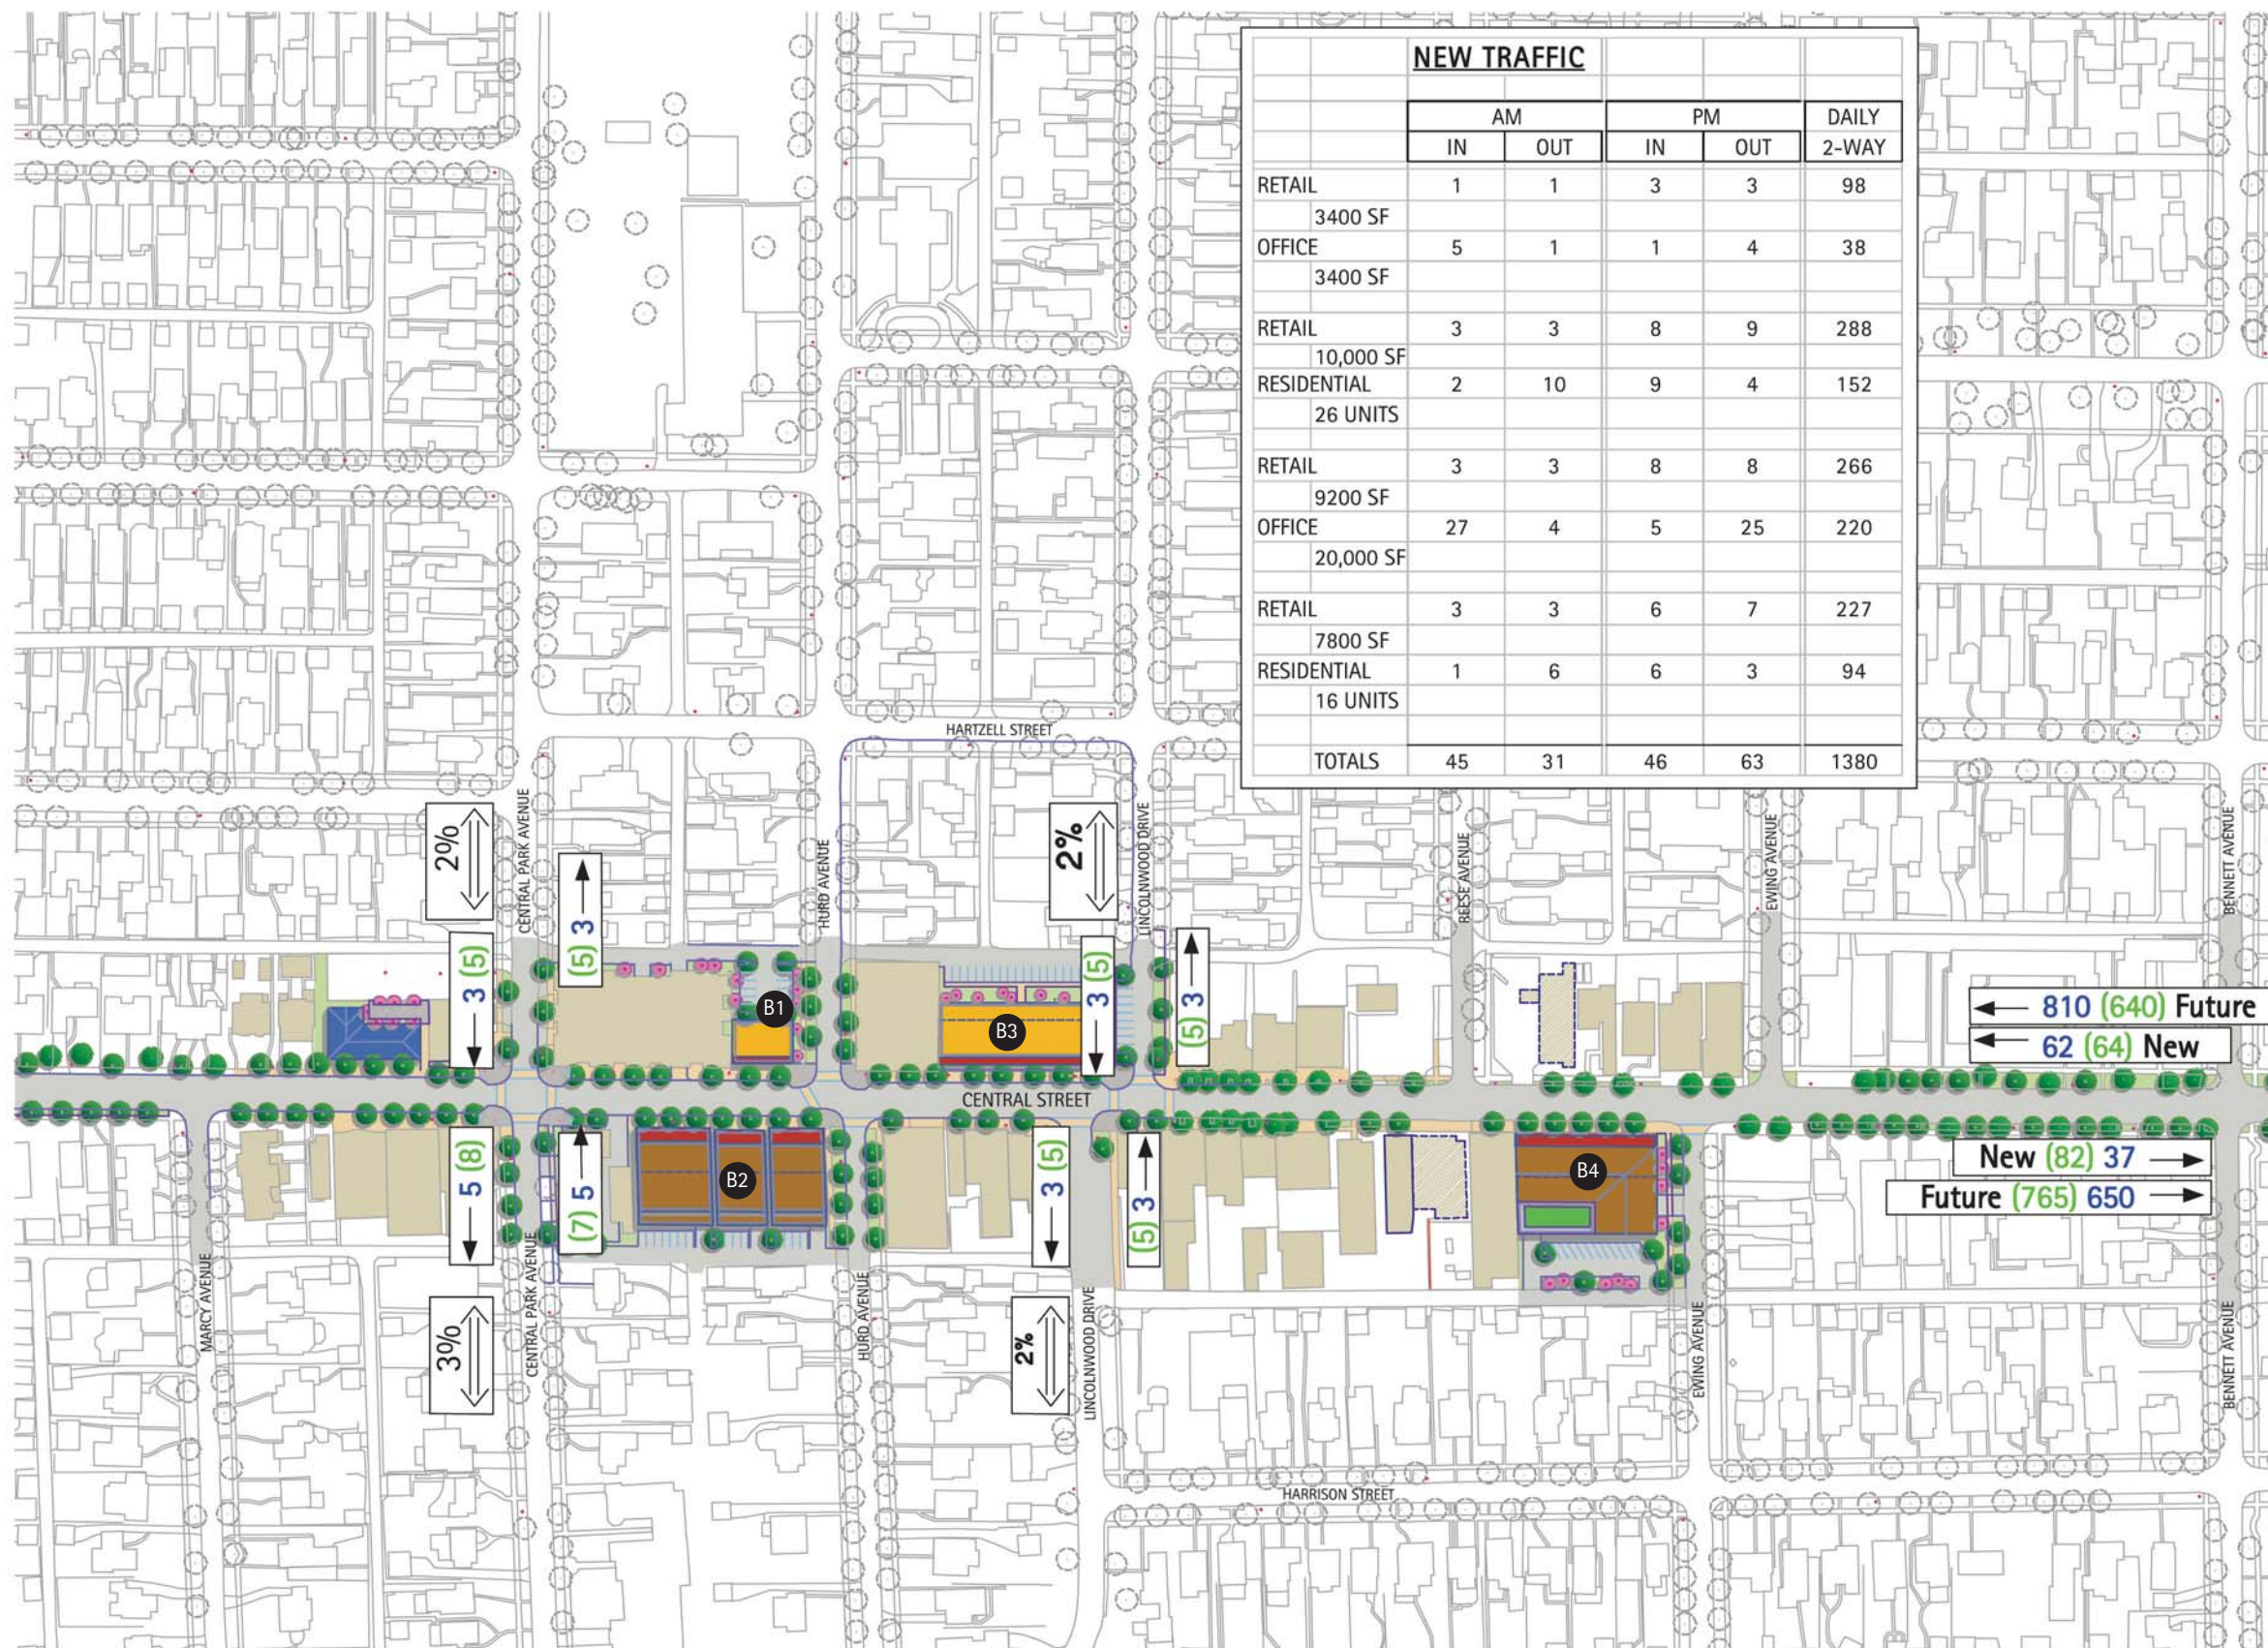 NEW TRAFFIC
AM PM DAILY
IN OUT IN OUT 2-WAY
RETAIL 1 1 3 3 98
3400 SF
OFFICE 5 1 1 4 38
3400 SF
RETAIL 3 3 8 9 288
10,000 SF
RESIDENTIAL 2 10 9 4 152
26 UNITS
RETAIL 3 3 8 8 266
9200 SF
OFFICE 27 4 5 25 220
20,000 SF
RETAIL 3 3 6 7 227
7800 SF
RESIDENTIAL 1 6 6 3 94
16 UNITS
TOTALS 45 31 46 63 1380
HARTZELL STREET
2%
CENTRAL PARK AVENUE
(5) 3
HURD AVENUE
2%
LINCOLNWOOD DRIVE
REESE AVENUE
EWING AVENUE
BENNETT AVENUE
3 (5)
B1
B3
3 (5)
(5) 3
810 (640) Future
62 (64) New
CENTRAL STREET
5 (8)
(7) 5
B2
3 (5)
(5) 3
B4
New (82) 37
Future (765) 650
MARCY AVENUE
3%
CENTRAL PARK AVENUE
HURD AVENUE
2%
LINCOLNWOOD DRIVE
EWING AVENUE
BENNETT AVENUE
HARRISON STREET